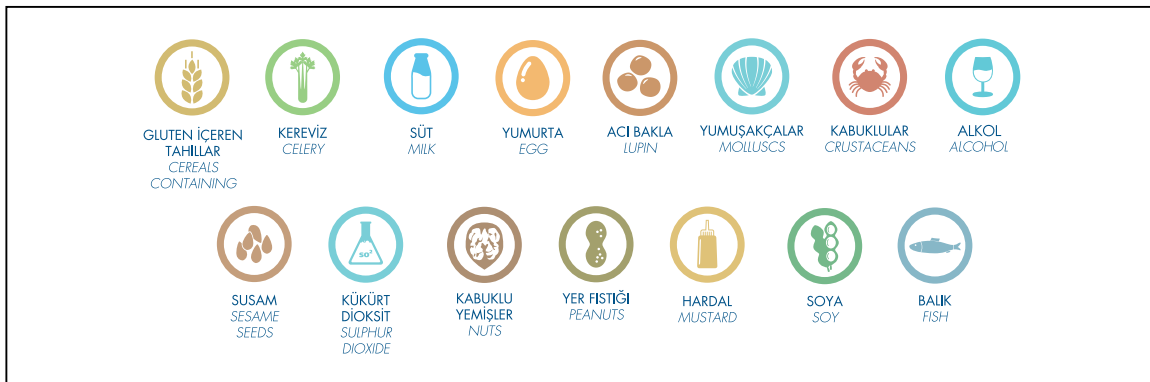 GLUTEN İÇEREN
TAHILLAR
CEREALS
CONTAINING
KEREVİZ
CELERY
SÜT
MILK
YUMURTA
EGG
ACI BAKLA
LUPIN
YUMUŞAKÇALAR
MOLLUSCS
KABUKLULAR
CRUSTACEANS
ALKOL
ALCOHOL
SUSAM
SESAME
SEEDS
so²
KÜKÜRT
DİOKSİT
SULPHUR
DIOXIDE
KABUKLU
YEMİŞLER
NUTS
YER FISTIĞI
PEANUTS
HARDAL
MUSTARD
SOYA
SOY
BALIK
FISH